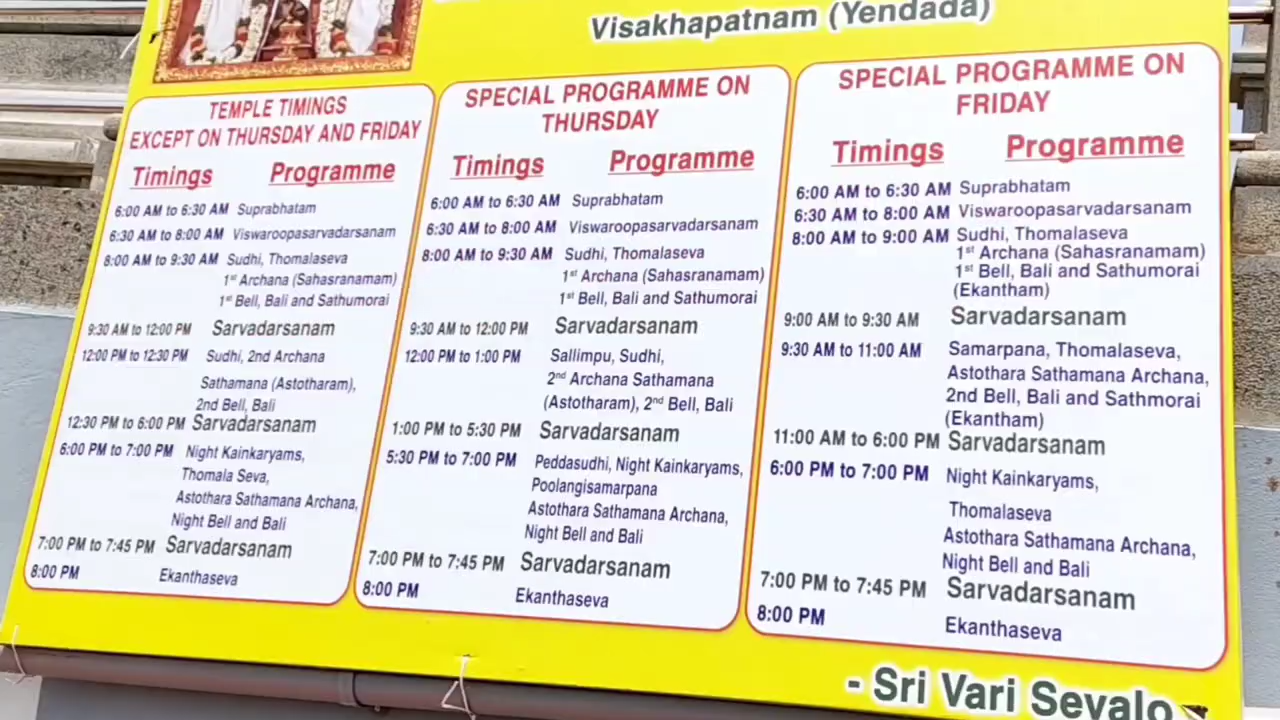 Visakhapatnam (Yendada)
TEMPLE TIMINGS
EXCEPT ON THURSDAY AND FRIDAY
Timings Programme
6:00 AM to 6:30 AM Suprabhatam
6:30 AM to 8:00 AM Viswaroopasarvadarsanam
8:00 AM to 9:30 AM Sudhi, Thomalaseva
1st Archana (Sahasranamam)
1st Bell, Bali and Sathumorai
9:30 AM to 12:00 PM Sarvadarsanam
12:00 PM to 12:30 PM Sudhi, 2nd Archana
Sathamana (Astotharam),
2nd Bell, Bali
12:30 PM to 6:00 PM Sarvadarsanam
6:00 PM to 7:00 PM Night Kainkaryams,
Thomala Seva,
Astothara Sathamana Archana,
Night Bell and Bali
7:00 PM to 7:45 PM Sarvadarsanam
8:00 PM Ekanthaseva
SPECIAL PROGRAMME ON
THURSDAY
Timings Programme
6:00 AM to 6:30 AM Suprabhatam
6:30 AM to 8:00 AM Viswaroopasarvadarsanam
8:00 AM to 9:30 AM Sudhi, Thomalaseva
1st Archana (Sahasranamam)
1st Bell, Bali and Sathumorai
9:30 AM to 12:00 PM Sarvadarsanam
12:00 PM to 1:00 PM Sallimpu, Sudhi,
2nd Archana Sathamana
(Astotharam), 2nd Bell, Bali
1:00 PM to 5:30 PM Sarvadarsanam
5:30 PM to 7:00 PM Peddasudhi, Night Kainkaryams,
Poolangisamarpana
Astothara Sathamana Archana,
Night Bell and Bali
7:00 PM to 7:45 PM Sarvadarsanam
8:00 PM Ekanthaseva
SPECIAL PROGRAMME ON
FRIDAY
Timings Programme
6:00 AM to 6:30 AM Suprabhatam
6:30 AM to 8:00 AM Viswaroopasarvadarsanam
8:00 AM to 9:00 AM Sudhi, Thomalaseva
1st Archana (Sahasranamam)
1st Bell, Bali and Sathumorai
(Ekantham)
9:00 AM to 9:30 AM Sarvadarsanam
9:30 AM to 11:00 AM Samarpana, Thomalaseva,
Astothara Sathamana Archana,
2nd Bell, Bali and Sathmorai
(Ekantham)
11:00 AM to 6:00 PM Sarvadarsanam
6:00 PM to 7:00 PM Night Kainkaryams,
Thomalaseva
Astothara Sathamana Archana,
Night Bell and Bali
7:00 PM to 7:45 PM Sarvadarsanam
8:00 PM Ekanthaseva
- Sri Vari Sevalo